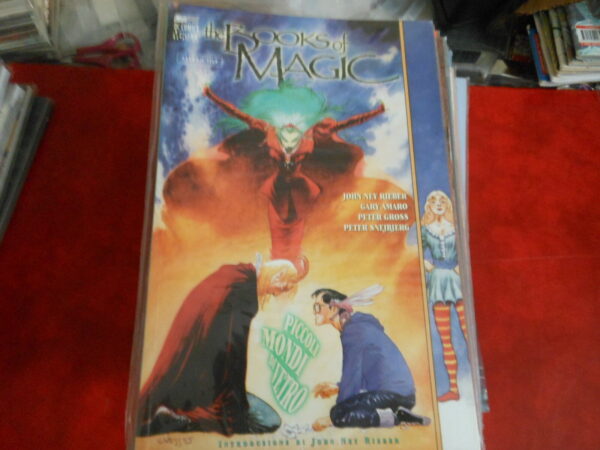 the BOOKS of
MAGIC
JOHN NEY RIEBER
GARY AMARO
PETER GROSS
PETER SNEJBJERG
PICCOLI
MONDI
VETRO
INTRODUZIONE DI JOHN NEY RIEBER